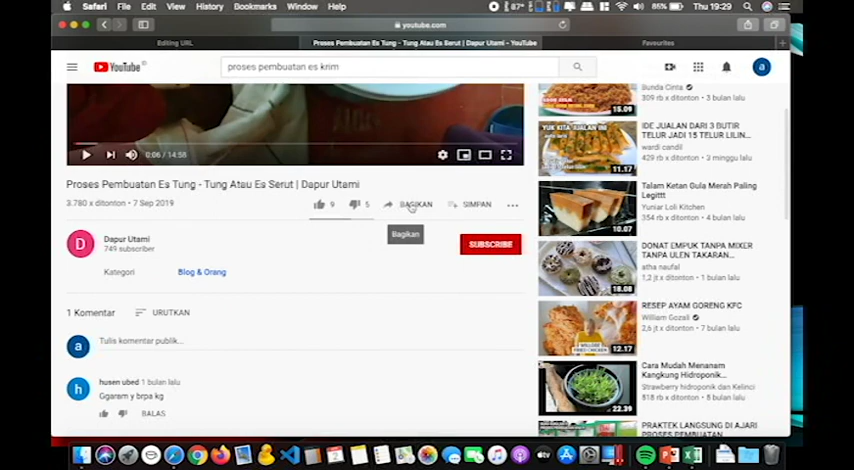 Safari File Edit View History Bookmarks Window Help
87°
86%
Thu 19:29
youtube.com
Editing URL
Proses Pembuatan Es Tung - Tung Atau Es Serut | Dapur Utami - YouTube
Favourites
YouTube ID
proses pembuatan es krim
a
0:06 / 14:58
Proses Pembuatan Es Tung - Tung Atau Es Serut | Dapur Utami
3.780 x ditonton • 7 Sep 2019
9
5
BAGIKAN
SIMPAN
Bagikan
D
Dapur Utami
749 subscriber
SUBSCRIBE
Kategori
Blog & Orang
1 Komentar
URUTKAN
a
Tulis komentar publik...
h
husen ubed 1 bulan lalu
Ggaram y brpa kg
BALAS
Bunda Cinta
309 rb x ditonton • 3 bulan lalu
15.09
IDE JUALAN DARI 3 BUTIR
TELUR JADI 15 TELUR LILIN...
wardi candil
429 rb x ditonton • 3 minggu lalu
YUK KITA JUALAN INI
11.17
Talam Ketan Gula Merah Paling
Legittt
Yuniar Loli Kitchen
354 rb x ditonton • 4 bulan lalu
10.07
DONAT EMPUK TANPA MIXER
TANPA ULEN TAKARAN...
atha naufal
1,2 jt x ditonton • 1 bulan lalu
18.08
RESEP AYAM GORENG KFC
William Gozali
2,6 jt x ditonton • 7 bulan lalu
12.17
Cara Mudah Menanam
Kangkung Hidroponik...
Strawberry hidroponik dan Kelinci
818 rb x ditonton • 8 bulan lalu
22.39
PRAKTEK LANGSUNG DI AJARI
PROSES PEMBUATAN